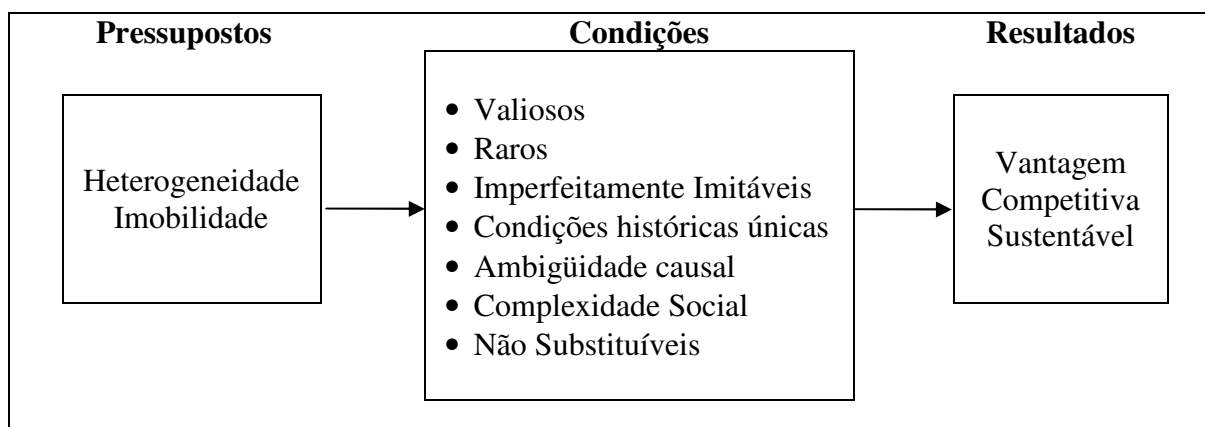 Pressupostos
Condições
Resultados
Heterogeneidade
Imobilidade
• Valiosos
• Raros
• Imperfeitamente Imitáveis
• Condições históricas únicas
• Ambigüidade causal
• Complexidade Social
• Não Substituíveis
Vantagem
Competitiva
Sustentável